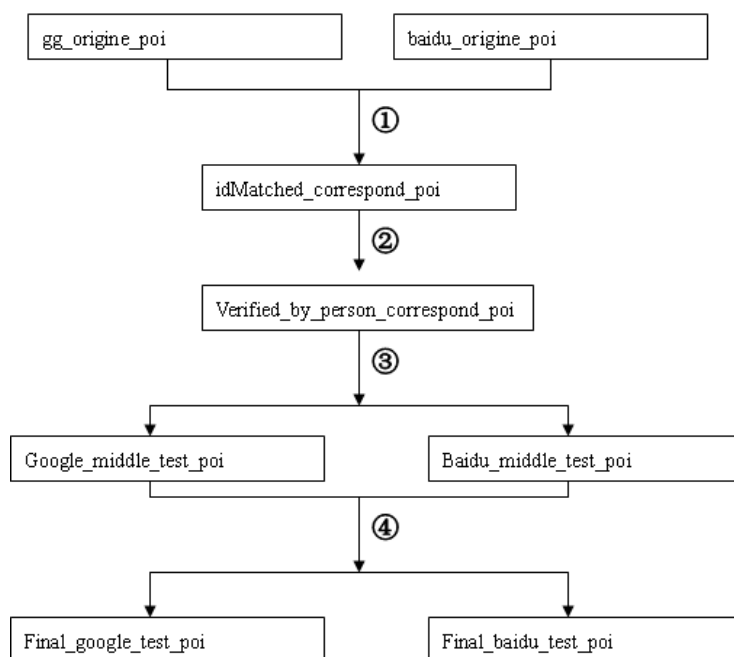 gg_origine_poi
baidu_origine_poi
①
idMatched_correspond_poi
②
Verified_by_person_correspond_poi
③
Google_middle_test_poi
Baidu_middle_test_poi
④
Final_google_test_poi
Final_baidu_test_poi